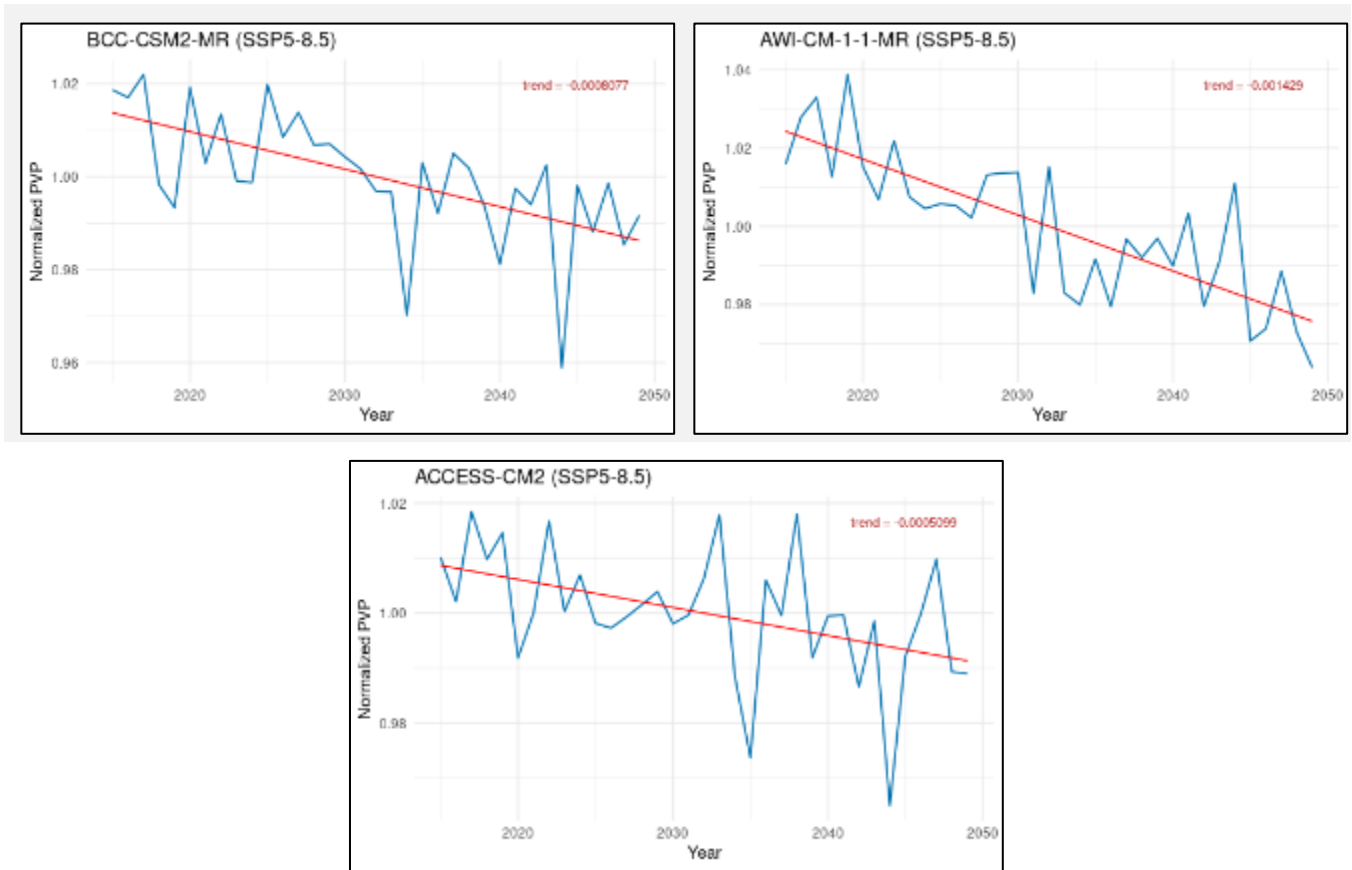 BCC-CSM2-MR (SSP5-8.5)
trend = -0.0008077
1.02
1.00
0.98
0.96
Normalized PVP
2020 2030 2040 2050
Year
AWI-CM-1-1-MR (SSP5-8.5)
trend = -0.001429
1.04
1.02
1.00
0.98
Normalized PVP
2020 2030 2040 2050
Year
ACCESS-CM2 (SSP5-8.5)
trend = -0.0005099
1.02
1.00
0.98
Normalized PVP
2020 2030 2040 2050
Year